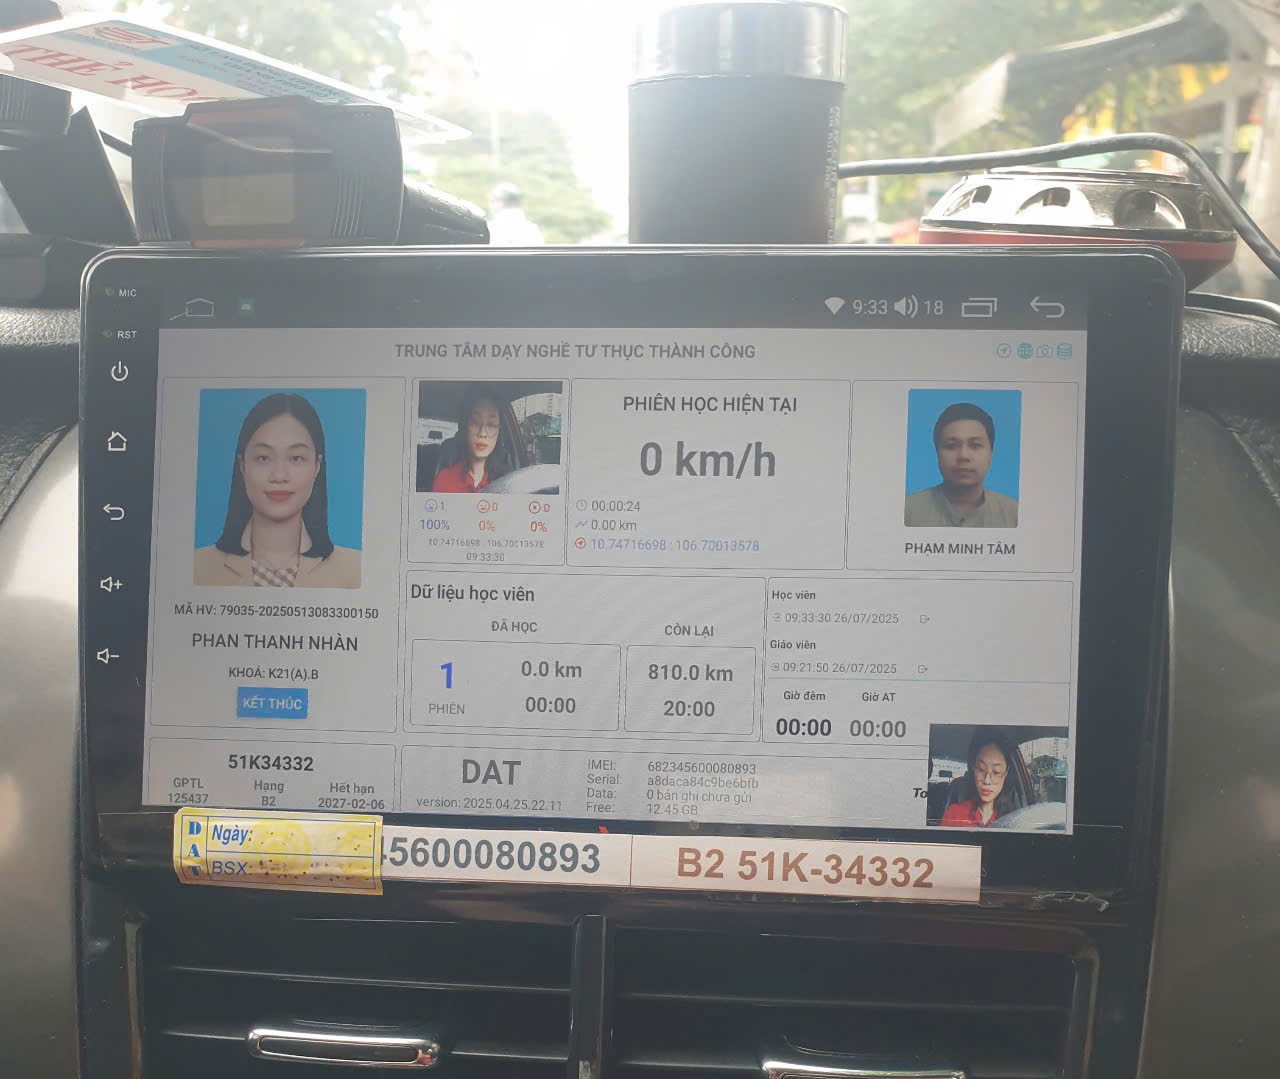 THẺ
MIC
RST
9:33
18
TRUNG TÂM DẠY NGHỀ TƯ THỤC THÀNH CÔNG
MÃ HV: 79035-20250513083300150
PHAN THANH NHÀN
KHOÁ: K21(A).B
KẾT THÚC
1 0 0
100% 0% 0%
10.74716698 : 106.70013578
09:33:30
PHIÊN HỌC HIỆN TẠI
0 km/h
00:00:24
0.00 km
10.74716698 : 106.70013578
PHẠM MINH TÂM
Dữ liệu học viên
ĐÃ HỌC
1
PHIÊN
0.0 km
00:00
CÒN LẠI
810.0 km
20:00
Học viên
09:33:30 26/07/2025
Giáo viên
09:21:50 26/07/2025
Giờ đêm Giờ AT
00:00 00:00
51K34332
GPTL Hạng Hết hạn
125437 B2 2027-02-06
DAT
version: 2025.04.25.22.11
IMEI: 682345600080893
Serial: a8daca84c9be6bfb
Data: 0 bản ghi chưa gửi
Free: 12.45 GB
DAT
Ngày:
BSX:
45600080893
B2 51K-34332